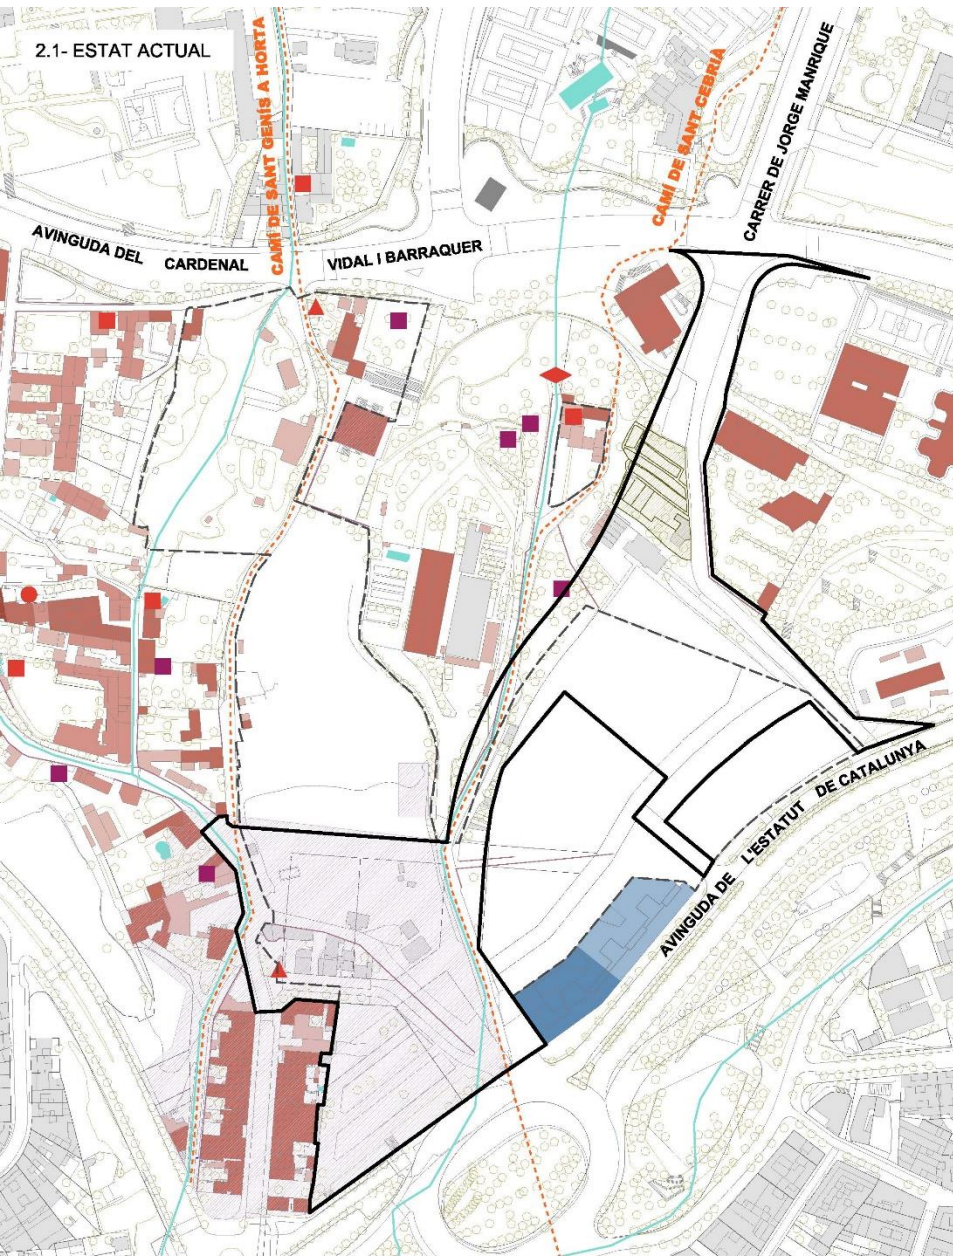 2.1- ESTAT ACTUAL
CAMÍ DE SANT GENÍS A HORTA
CAMÍ DE SANT CEBRIÀ
CARRER DE JORGE MANRIQUE
AVINGUDA DEL CARDENAL VIDAL I BARRAQUER
AVINGUDA DE L'ESTATUT DE CATALUNYA